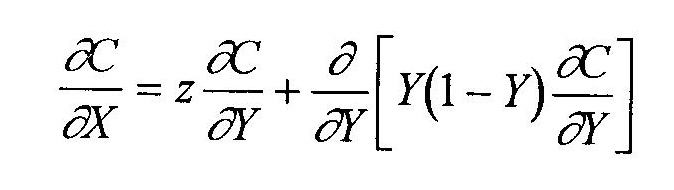 ∂C/∂X = z ∂C/∂Y + ∂/∂Y [Y(1 − Y) ∂C/∂Y]